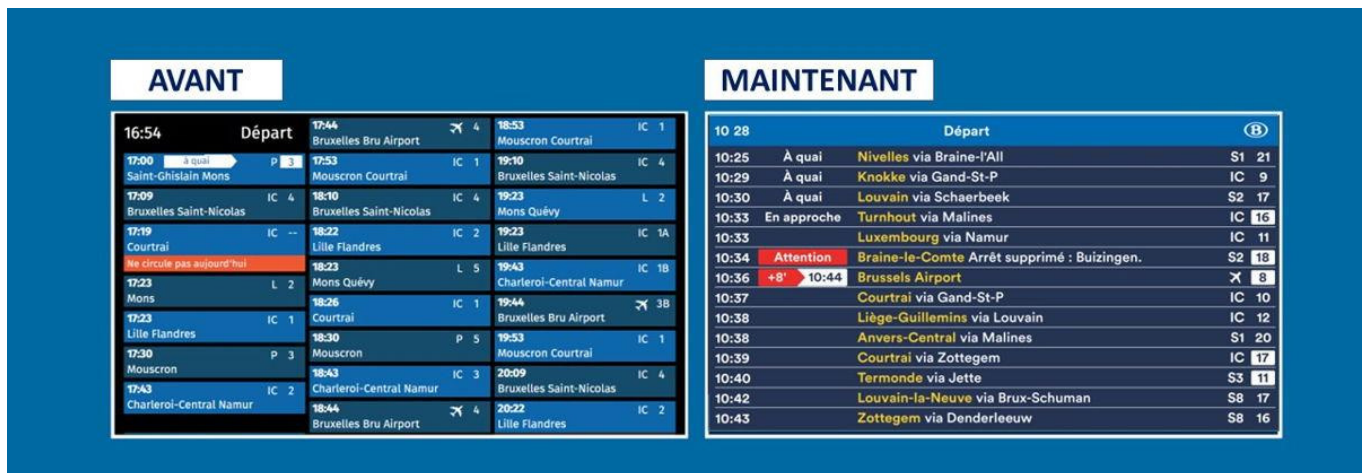 AVANT
16:54 Départ
17:00 à quai P 3
Saint-Ghislain Mons
17:09 IC 4
Bruxelles Saint-Nicolas
17:19 IC --
Courtrai
Ne circule pas aujourd'hui
17:23 L 2
Mons
17:23 IC 1
Lille Flandres
17:30 P 3
Mouscron
17:43 IC 2
Charleroi-Central Namur
17:44 4
Bruxelles Bru Airport
17:53 IC 1
Mouscron Courtrai
18:10 IC 4
Bruxelles Saint-Nicolas
18:22 IC 2
Lille Flandres
18:23 L 5
Mons Quévy
18:26 IC 1
Courtrai
18:30 P 5
Mouscron
18:43 IC 3
Charleroi-Central Namur
18:44 4
Bruxelles Bru Airport
18:53 IC 1
Mouscron Courtrai
19:10 IC 4
Bruxelles Saint-Nicolas
19:23 L 2
Mons Quévy
19:23 IC 1A
Lille Flandres
19:43 IC 1B
Charleroi-Central Namur
19:44 3B
Bruxelles Bru Airport
19:53 IC 1
Mouscron Courtrai
20:09 IC 4
Bruxelles Saint-Nicolas
20:22 IC 2
Lille Flandres
MAINTENANT
10 28 Départ B
10:25 À quai Nivelles via Braine-l'All S1 21
10:29 À quai Knokke via Gand-St-P IC 9
10:30 À quai Louvain via Schaerbeek S2 17
10:33 En approche Turnhout via Malines IC 16
10:33 Luxembourg via Namur IC 11
10:34 Attention Braine-le-Comte Arrêt supprimé : Buizingen. S2 18
10:36 +8' 10:44 Brussels Airport 8
10:37 Courtrai via Gand-St-P IC 10
10:38 Liège-Guillemins via Louvain IC 12
10:38 Anvers-Central via Malines S1 20
10:39 Courtrai via Zottegem IC 17
10:40 Termonde via Jette S3 11
10:42 Louvain-la-Neuve via Brux-Schuman S8 17
10:43 Zottegem via Denderleeuw S8 16